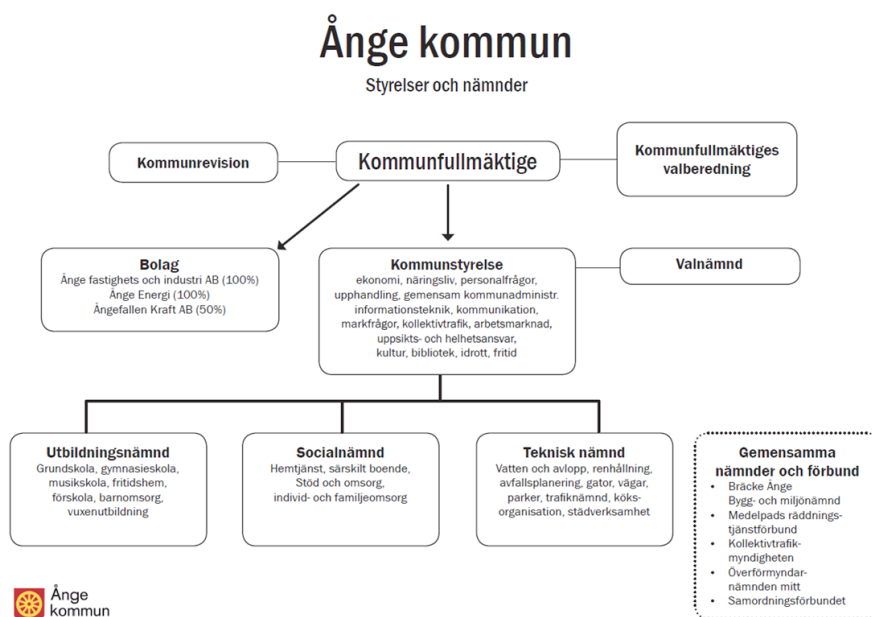 Ånge kommun
Styrelser och nämnder
Kommunrevision
Kommunfullmäktige
Kommunfullmäktiges
valberedning
Bolag
Ånge fastighets och industri AB (100%)
Ånge Energi (100%)
Ångefallen Kraft AB (50%)
Kommunstyrelse
ekonomi, näringsliv, personalfrågor,
upphandling, gemensam kommunadministr.
informationsteknik, kommunikation,
markfrågor, kollektivtrafik, arbetsmarknad,
uppsikts- och helhetsansvar,
kultur, bibliotek, idrott, fritid
Valnämnd
Utbildningsnämnd
Grundskola, gymnasieskola,
musikskola, fritidshem,
förskola, barnomsorg,
vuxenutbildning
Socialnämnd
Hemtjänst, särskilt boende,
Stöd och omsorg,
individ- och familjeomsorg
Teknisk nämnd
Vatten och avlopp, renhållning,
avfallsplanering, gator, vägar,
parker, trafiknämnd, köks-
organisation, städverksamhet
Gemensamma
nämnder och förbund
• Bräcke Ånge
Bygg- och miljönämnd
• Medelpads räddnings-
tjänstförbund
• Kollektivtrafik-
myndigheten
• Överförmyndar-
nämnden mitt
• Samordningsförbundet
Ånge
kommun